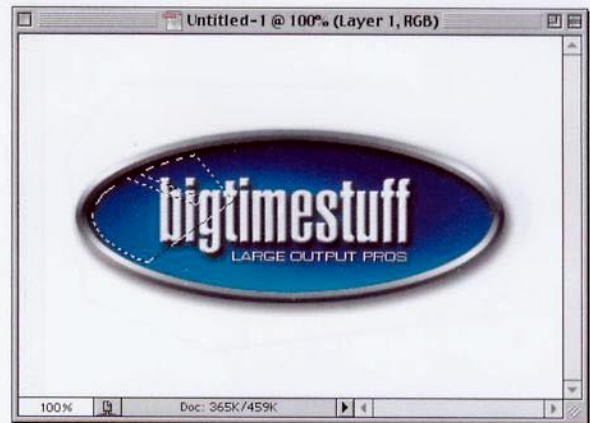 Untitled-1 @ 100% (Layer 1, RGB)
bigtimestuff
LARGE OUTPUT PROS
100%
Doc: 365K/459K